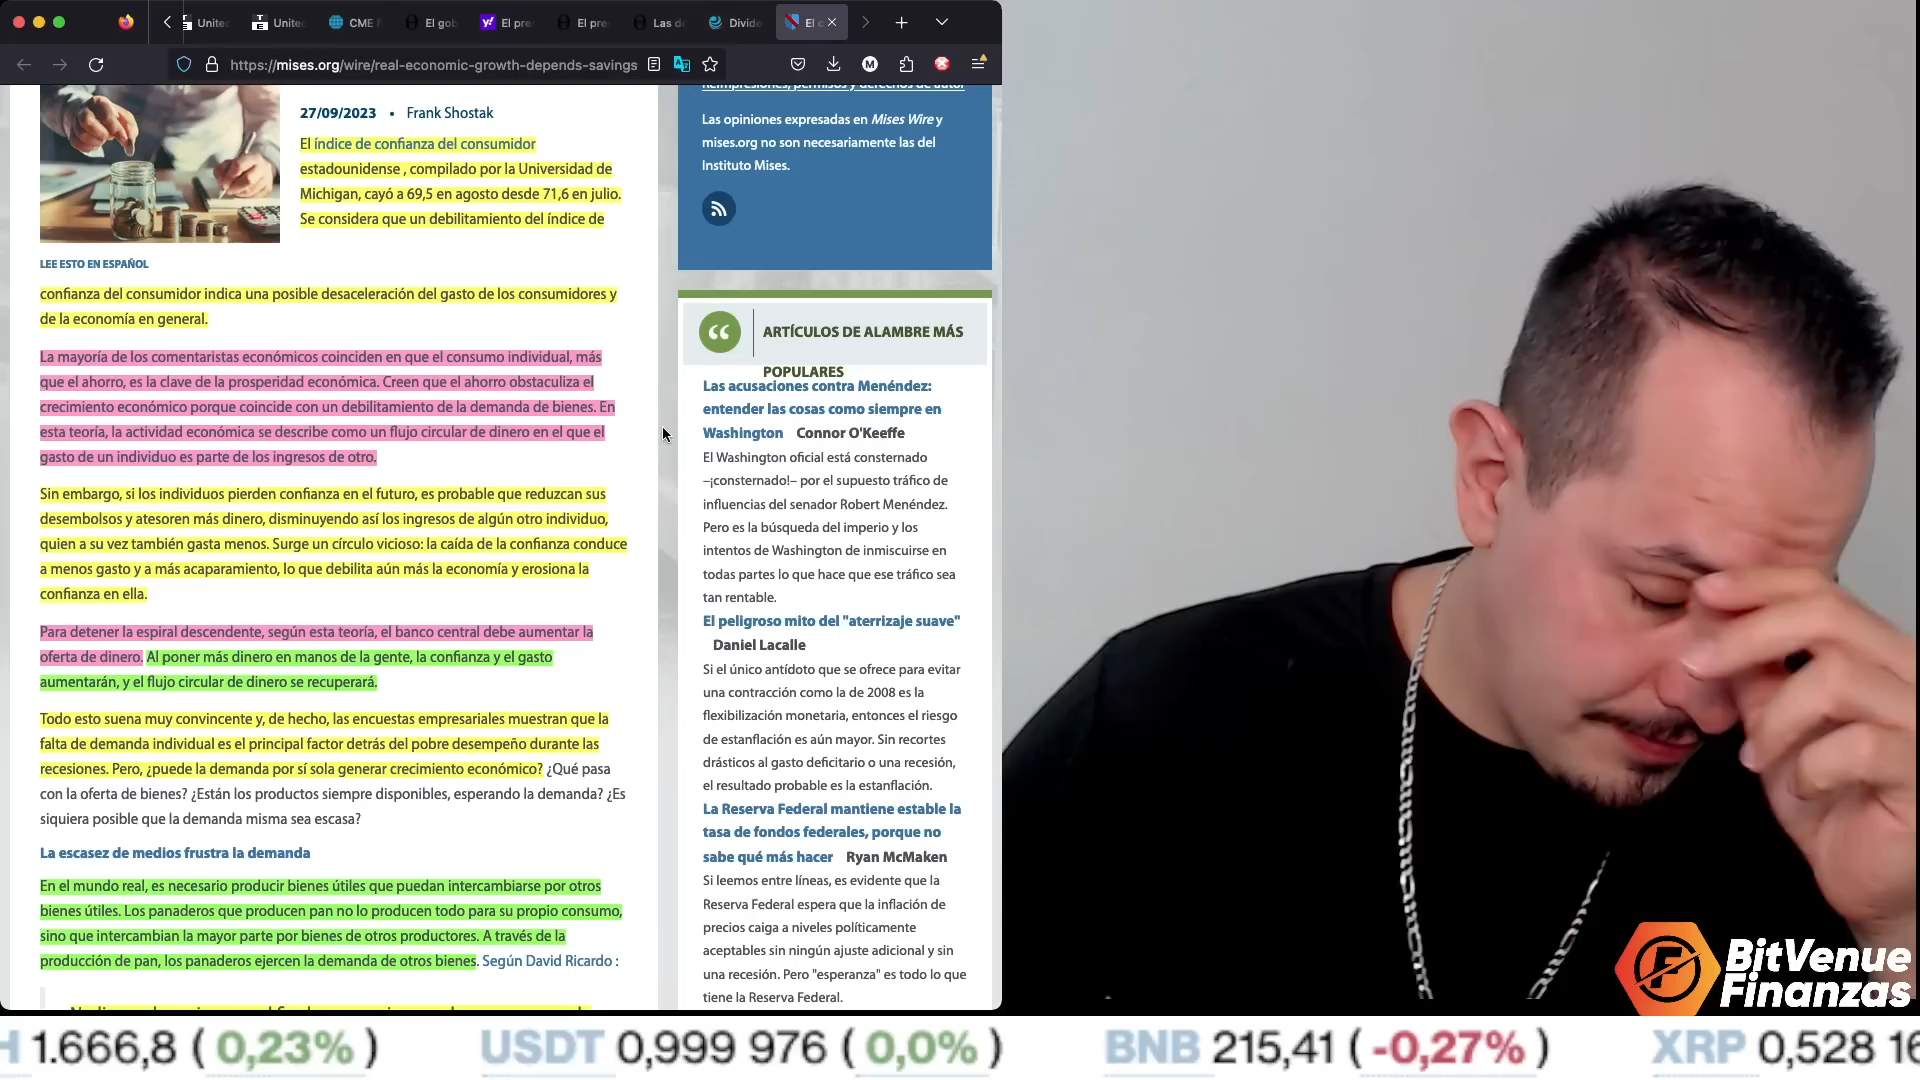 Unitec
Unitec
CME F
El gob
El pre
El pre
Las de
Divide
El c
https://mises.org/wire/real-economic-growth-depends-savings
27/09/2023 • Frank Shostak
El índice de confianza del consumidor
estadounidense , compilado por la Universidad de
Michigan, cayó a 69,5 en agosto desde 71,6 en julio.
Se considera que un debilitamiento del índice de
LEE ESTO EN ESPAÑOL
confianza del consumidor indica una posible desaceleración del gasto de los consumidores y
de la economía en general.
La mayoría de los comentaristas económicos coinciden en que el consumo individual, más
que el ahorro, es la clave de la prosperidad económica. Creen que el ahorro obstaculiza el
crecimiento económico porque coincide con un debilitamiento de la demanda de bienes. En
esta teoría, la actividad económica se describe como un flujo circular de dinero en el que el
gasto de un individuo es parte de los ingresos de otro.
Sin embargo, si los individuos pierden confianza en el futuro, es probable que reduzcan sus
desembolsos y atesoren más dinero, disminuyendo así los ingresos de algún otro individuo,
quien a su vez también gasta menos. Surge un círculo vicioso: la caída de la confianza conduce
a menos gasto y a más acaparamiento, lo que debilita aún más la economía y erosiona la
confianza en ella.
Para detener la espiral descendente, según esta teoría, el banco central debe aumentar la
oferta de dinero. Al poner más dinero en manos de la gente, la confianza y el gasto
aumentarán, y el flujo circular de dinero se recuperará.
Todo esto suena muy convincente y, de hecho, las encuestas empresariales muestran que la
falta de demanda individual es el principal factor detrás del pobre desempeño durante las
recesiones. Pero, ¿puede la demanda por sí sola generar crecimiento económico? ¿Qué pasa
con la oferta de bienes? ¿Están los productos siempre disponibles, esperando la demanda? ¿Es
siquiera posible que la demanda misma sea escasa?
La escasez de medios frustra la demanda
En el mundo real, es necesario producir bienes útiles que puedan intercambiarse por otros
bienes útiles. Los panaderos que producen pan no lo producen todo para su propio consumo,
sino que intercambian la mayor parte por bienes de otros productores. A través de la
producción de pan, los panaderos ejercen la demanda de otros bienes. Según David Ricardo :
reimpresiones, permisos y derechos de autor
Las opiniones expresadas en Mises Wire y
mises.org no son necesariamente las del
Instituto Mises.
ARTÍCULOS DE ALAMBRE MÁS
POPULARES
Las acusaciones contra Menéndez:
entender las cosas como siempre en
Washington Connor O'Keeffe
El Washington oficial está consternado
–¡consternado!– por el supuesto tráfico de
influencias del senador Robert Menéndez.
Pero es la búsqueda del imperio y los
intentos de Washington de inmiscuirse en
todas partes lo que hace que ese tráfico sea
tan rentable.
El peligroso mito del "aterrizaje suave"
Daniel Lacalle
Si el único antídoto que se ofrece para evitar
una contracción como la de 2008 es la
flexibilización monetaria, entonces el riesgo
de estanflación es aún mayor. Sin recortes
drásticos al gasto deficitario o una recesión,
el resultado probable es la estanflación.
La Reserva Federal mantiene estable la
tasa de fondos federales, porque no
sabe qué más hacer Ryan McMaken
Si leemos entre líneas, es evidente que la
Reserva Federal espera que la inflación de
precios caiga a niveles políticamente
aceptables sin ningún ajuste adicional y sin
una recesión. Pero "esperanza" es todo lo que
tiene la Reserva Federal.
BitVenue
Finanzas
H 1.666,8 ( 0,23% ) USDT 0,999 976 ( 0,0% ) BNB 215,41 ( -0,27% ) XRP 0,528 16